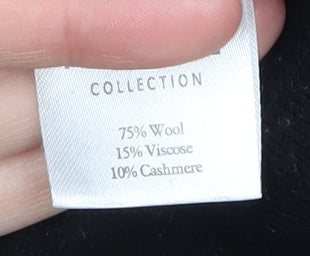 COLLECTION
75% Wool
15% Viscose
10% Cashmere